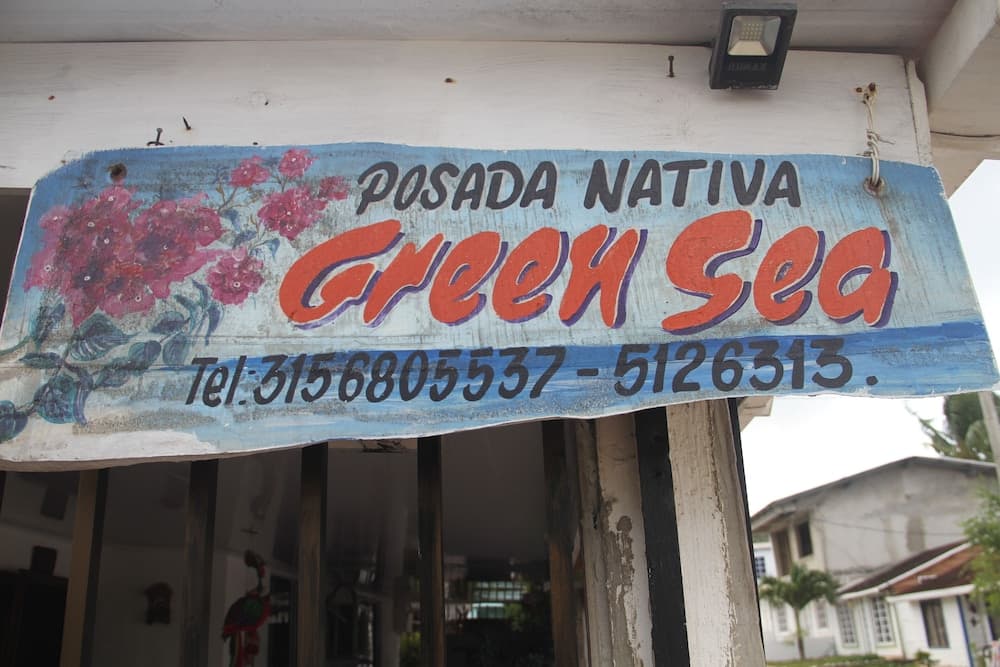 POSADA NATIVA
Green Sea
Tel: 3156805537 - 5126313.